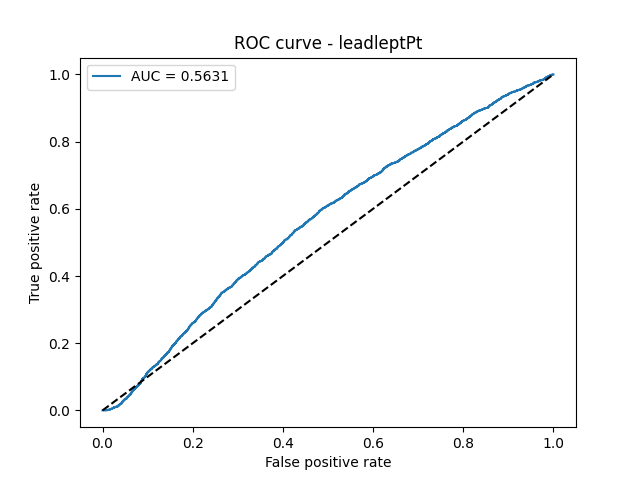 ROC curve - leadleptPt
AUC = 0.5631
True positive rate
1.0
0.8
0.6
0.4
0.2
0.0
0.0 0.2 0.4 0.6 0.8 1.0
False positive rate